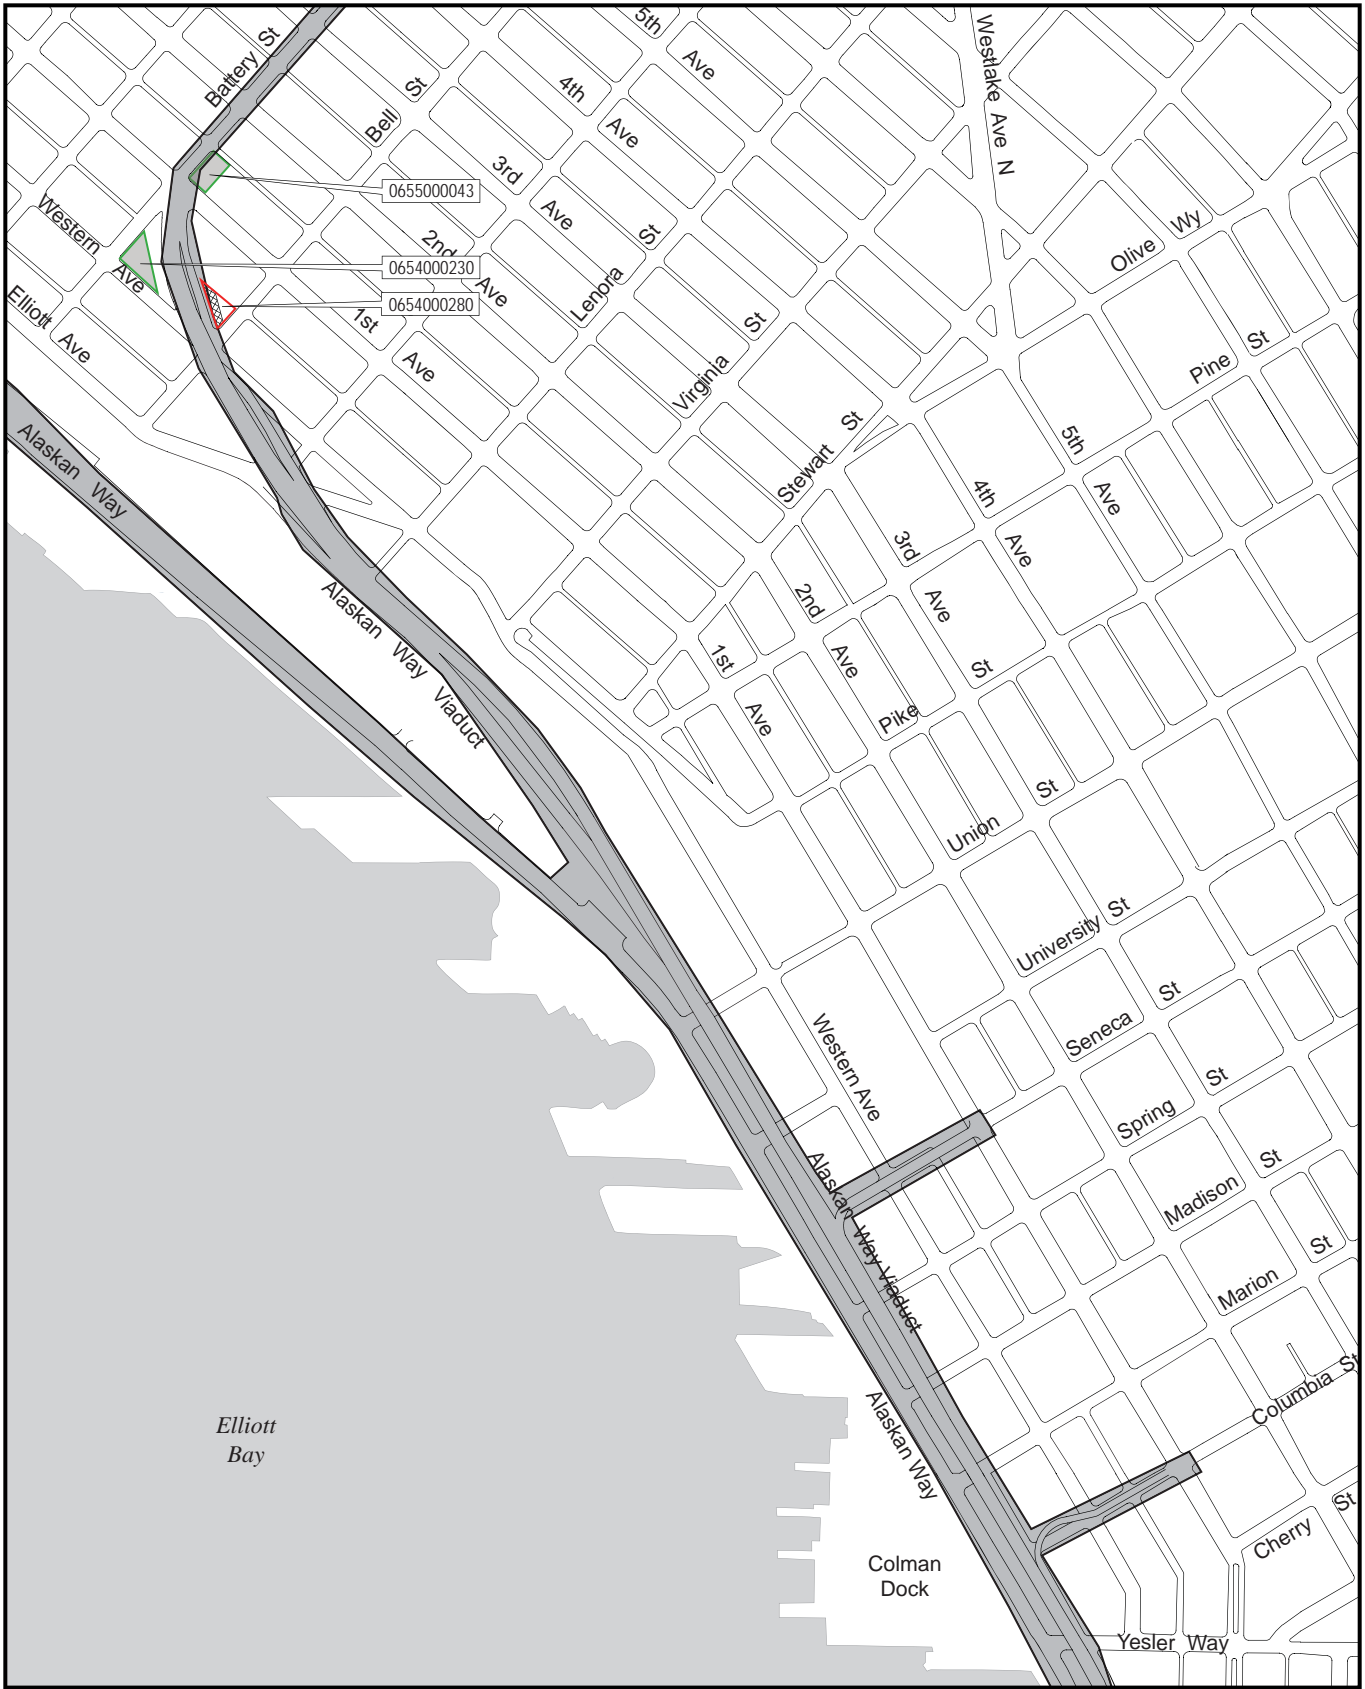 5th
Ave
Westlake Ave N
Battery St
4th
Ave
Bell
St
3rd
Ave
0655000043
Western
Ave
2nd
Ave
0654000230
Lenora
St
Olive
Wy
0654000280
Elliott
Ave
1st
Ave
Virginia
St
Pine
St
Alaskan Way
Stewart
St
5th
Ave
4th
Ave
3rd
Ave
2nd
Ave
1st
Ave
Alaskan Way Viaduct
Pike
St
Union
St
University
St
Western Ave
Seneca
St
Spring
St
Madison
St
Alaskan Way Viaduct
Marion
St
Columbia St
Alaskan Way
Elliott
Bay
Cherry
St
Colman
Dock
Yesler Way